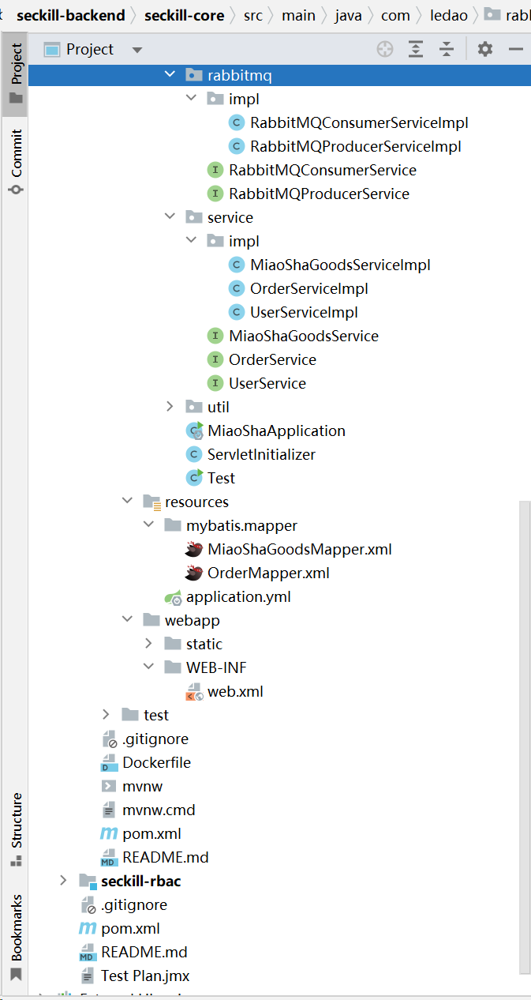 seckill-backend seckill-core src main java com ledao
Project
Project
Commit
rabbitmq
impl
RabbitMQConsumerServiceImpl
RabbitMQProducerServiceImpl
RabbitMQConsumerService
RabbitMQProducerService
service
impl
MiaoShaGoodsServiceImpl
OrderServiceImpl
UserServiceImpl
MiaoShaGoodsService
OrderService
UserService
util
MiaoShaApplication
ServletInitializer
Test
resources
mybatis.mapper
MiaoShaGoodsMapper.xml
OrderMapper.xml
application.yml
webapp
static
WEB-INF
web.xml
test
.gitignore
Dockerfile
mvnw
mvnw.cmd
pom.xml
README.md
seckill-rbac
.gitignore
pom.xml
README.md
Test Plan.jmx
Structure
Bookmarks